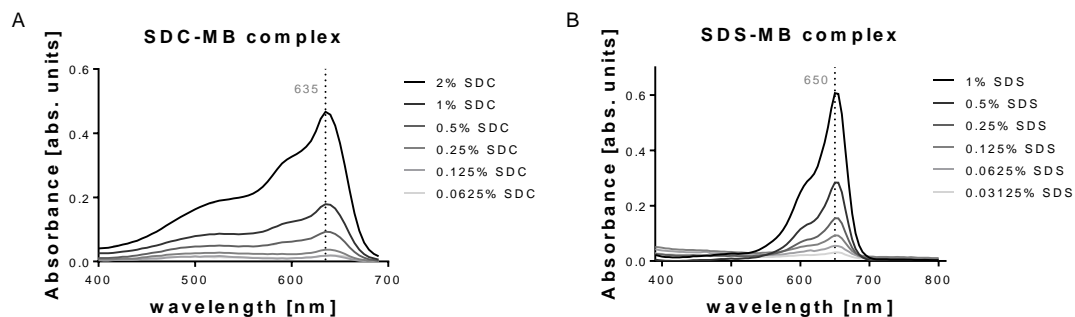 A
SDC-MB complex
Absorbance [abs. units]
0.6
0.4
0.2
0.0
400
500
600
700
wavelength [nm]
635
2% SDC
1% SDC
0.5% SDC
0.25% SDC
0.125% SDC
0.0625% SDC
B
SDS-MB complex
Absorbance [abs. units]
0.6
0.4
0.2
0.0
400
500
600
700
800
wavelength [nm]
650
1% SDS
0.5% SDS
0.25% SDS
0.125% SDS
0.0625% SDS
0.03125% SDS